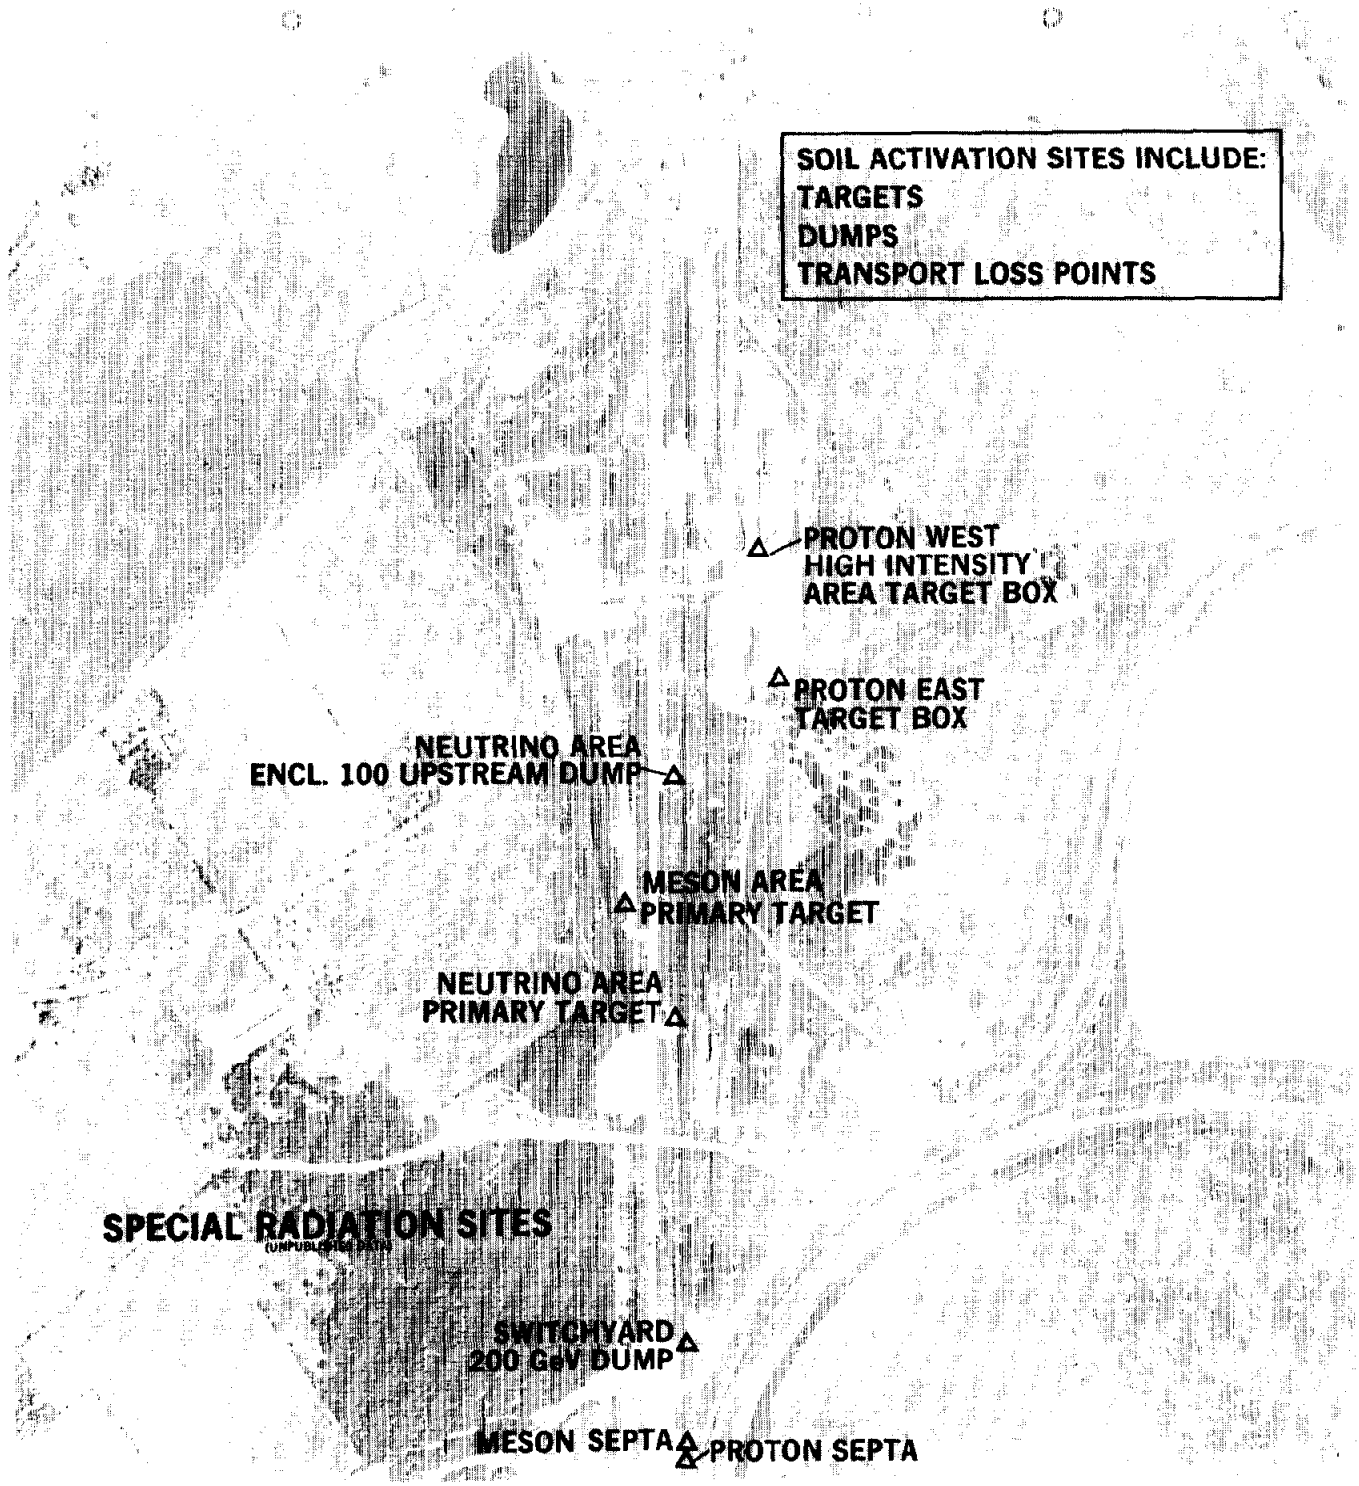 SOIL ACTIVATION SITES INCLUDE:
TARGETS
DUMPS
TRANSPORT LOSS POINTS
PROTON WEST
HIGH INTENSITY
AREA TARGET BOX
PROTON EAST
TARGET BOX
NEUTRINO AREA
ENCL. 100 UPSTREAM DUMP
MESON AREA
PRIMARY TARGET
NEUTRINO AREA
PRIMARY TARGET
SPECIAL RADIATION SITES
(UNPUBLISHED DATA)
SWITCHYARD
200 GeV DUMP
MESON SEPTA
PROTON SEPTA